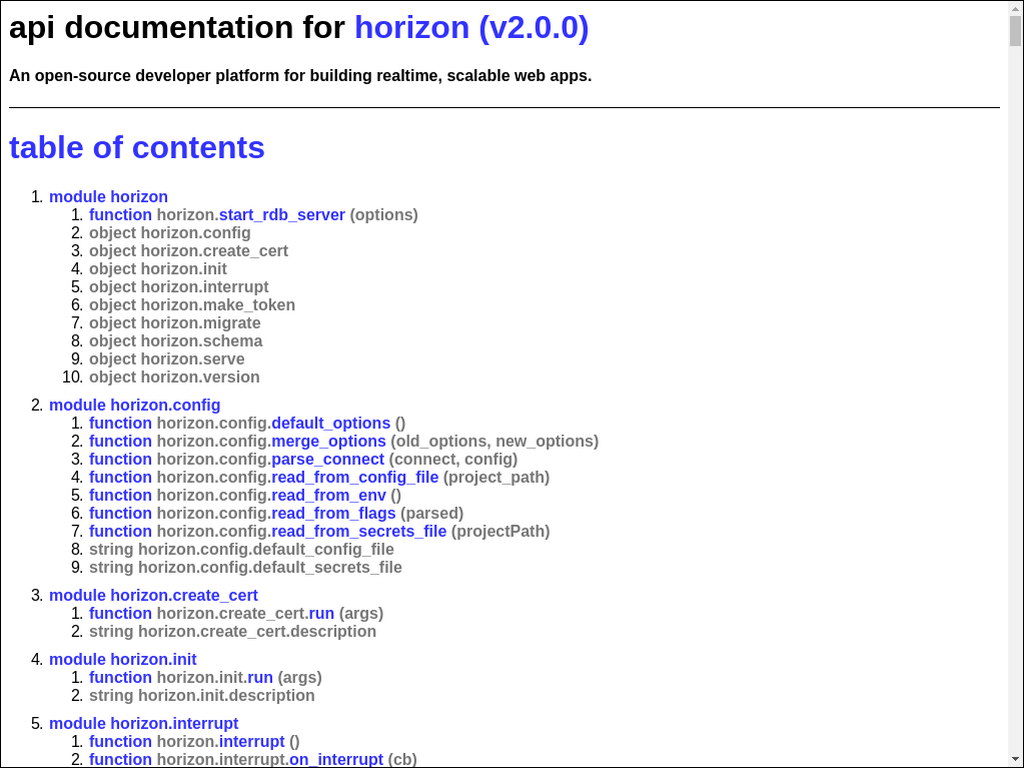 api documentation for horizon (v2.0.0)
An open-source developer platform for building realtime, scalable web apps.
table of contents
1. module horizon
1. function horizon.start_rdb_server (options)
2. object horizon.config
3. object horizon.create_cert
4. object horizon.init
5. object horizon.interrupt
6. object horizon.make_token
7. object horizon.migrate
8. object horizon.schema
9. object horizon.serve
10. object horizon.version
2. module horizon.config
1. function horizon.config.default_options ()
2. function horizon.config.merge_options (old_options, new_options)
3. function horizon.config.parse_connect (connect, config)
4. function horizon.config.read_from_config_file (project_path)
5. function horizon.config.read_from_env ()
6. function horizon.config.read_from_flags (parsed)
7. function horizon.config.read_from_secrets_file (projectPath)
8. string horizon.config.default_config_file
9. string horizon.config.default_secrets_file
3. module horizon.create_cert
1. function horizon.create_cert.run (args)
2. string horizon.create_cert.description
4. module horizon.init
1. function horizon.init.run (args)
2. string horizon.init.description
5. module horizon.interrupt
1. function horizon.interrupt ()
2. function horizon.interrupt.on_interrupt (cb)